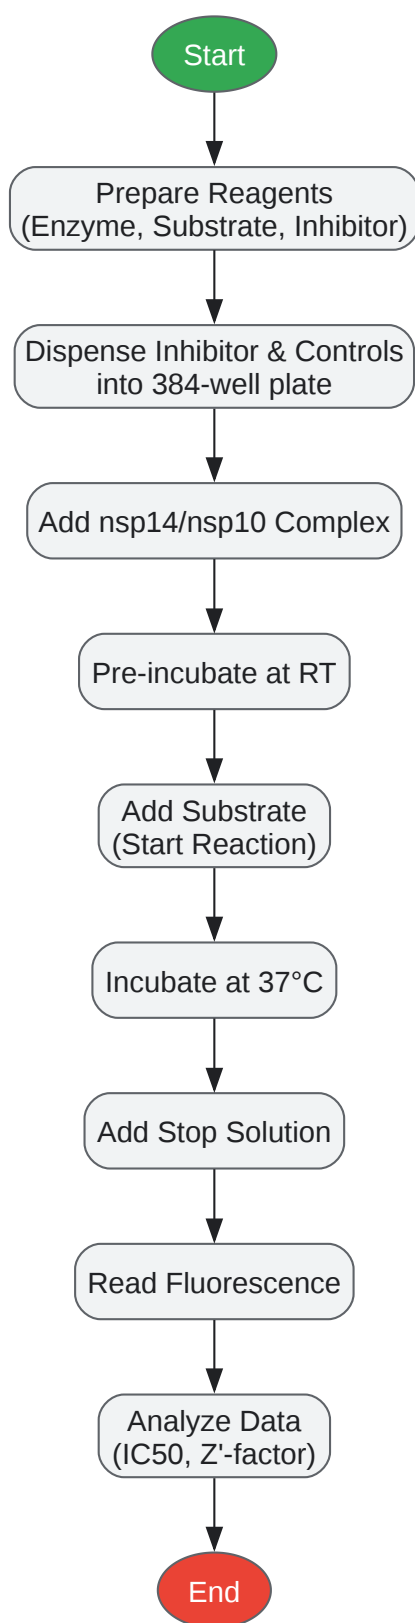 Start
Prepare Reagents
(Enzyme, Substrate, Inhibitor)
Dispense Inhibitor & Controls
into 384-well plate
Add nsp14/nsp10 Complex
Pre-incubate at RT
Add Substrate
(Start Reaction)
Incubate at 37°C
Add Stop Solution
Read Fluorescence
Analyze Data
(IC50, Z'-factor)
End